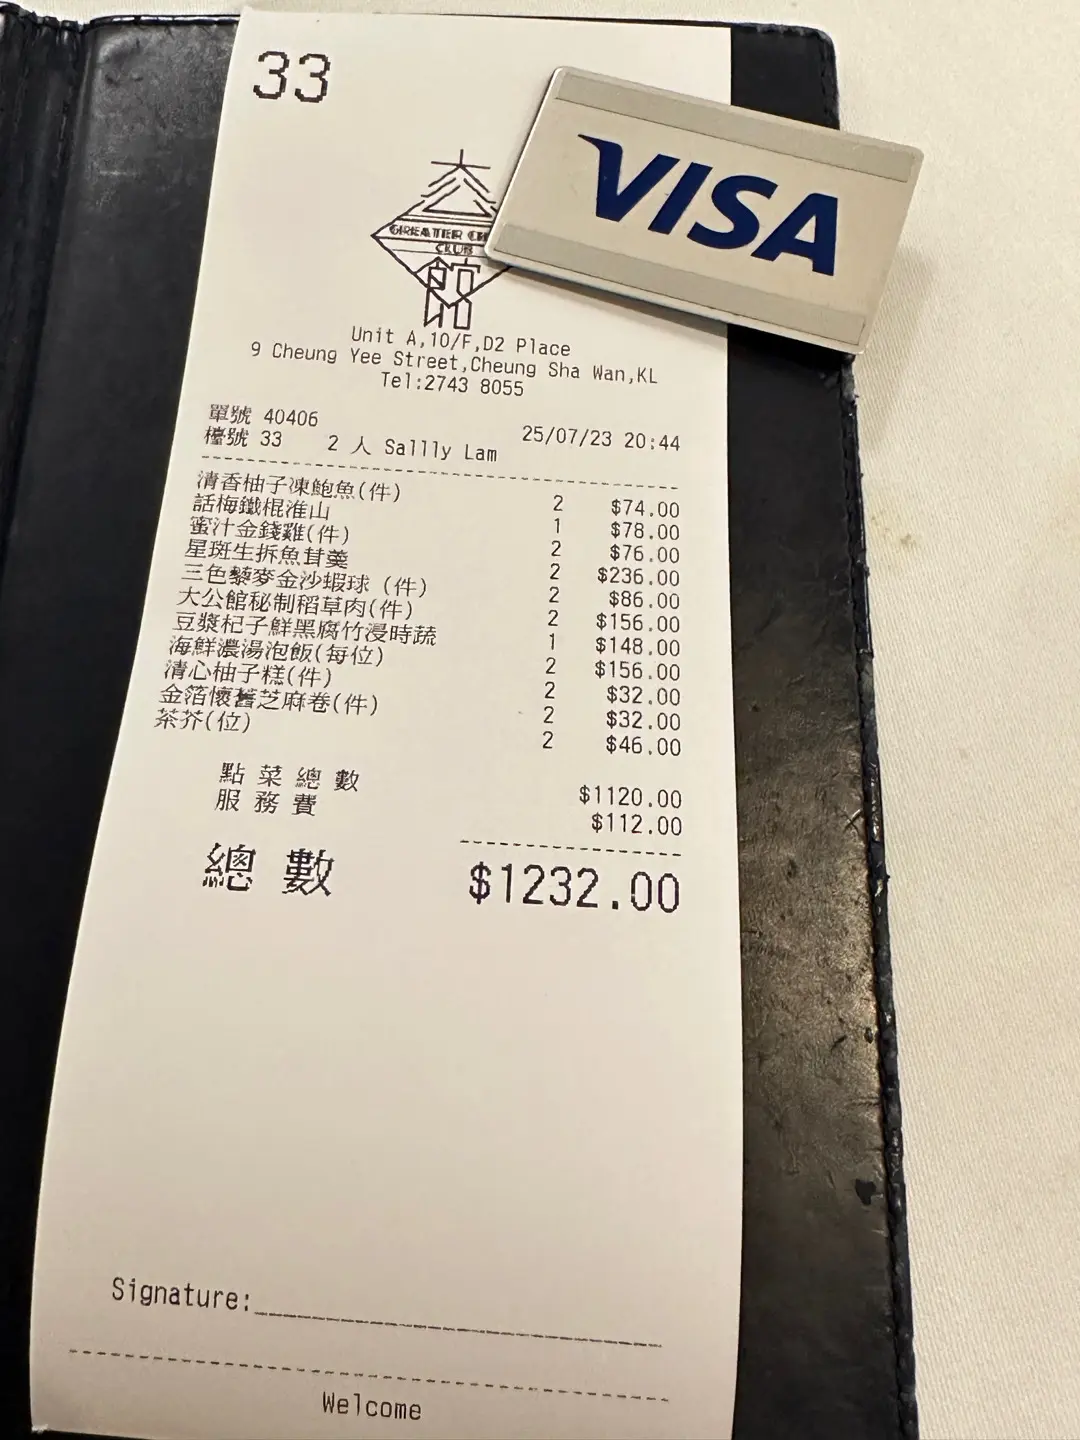 33
VISA
大
GREATER CH
CLUB
館
Unit A,10/F,D2 Place
9 Cheung Yee Street,Cheung Sha Wan,KL
Tel:2743 8055
單號 40406 25/07/23 20:44
檯號 33 2 人 Sallly Lam
清香柚子凍鮑魚(件) 2 $74.00
話梅鐵棍淮山 1 $78.00
蜜汁金錢雞(件) 2 $76.00
星斑生拆魚茸羹 2 $236.00
三色藜麥金沙蝦球 (件) 2 $86.00
大公館秘制稻草肉(件) 2 $156.00
豆漿杞子鮮黑腐竹浸時蔬 1 $148.00
海鮮濃湯泡飯(每位) 2 $156.00
清心柚子糕(件) 2 $32.00
金箔懷舊芝麻卷(件) 2 $32.00
茶芥(位) 2 $46.00
點菜總數 $1120.00
服務費 $112.00
總數 $1232.00
Signature:
Welcome